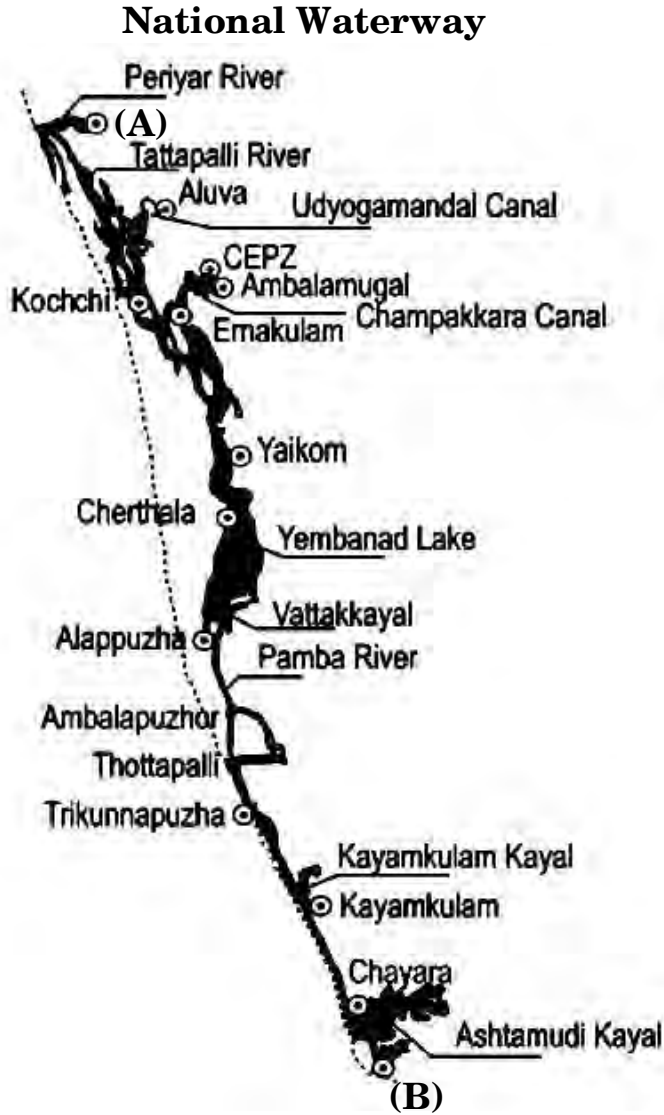 National Waterway
Periyar River
(A)
Tattapalli River
Aluva
Udyogamandal Canal
CEPZ
Ambalamugal
Kochchi
Champakkara Canal
Ernakulam
Yaikom
Cherthala
Yembanad Lake
Vattakkayal
Alappuzha
Pamba River
Ambalapuzhor
Thottapalli
Trikunnapuzha
Kayamkulam Kayal
Kayamkulam
Chayara
Ashtamudi Kayal
(B)